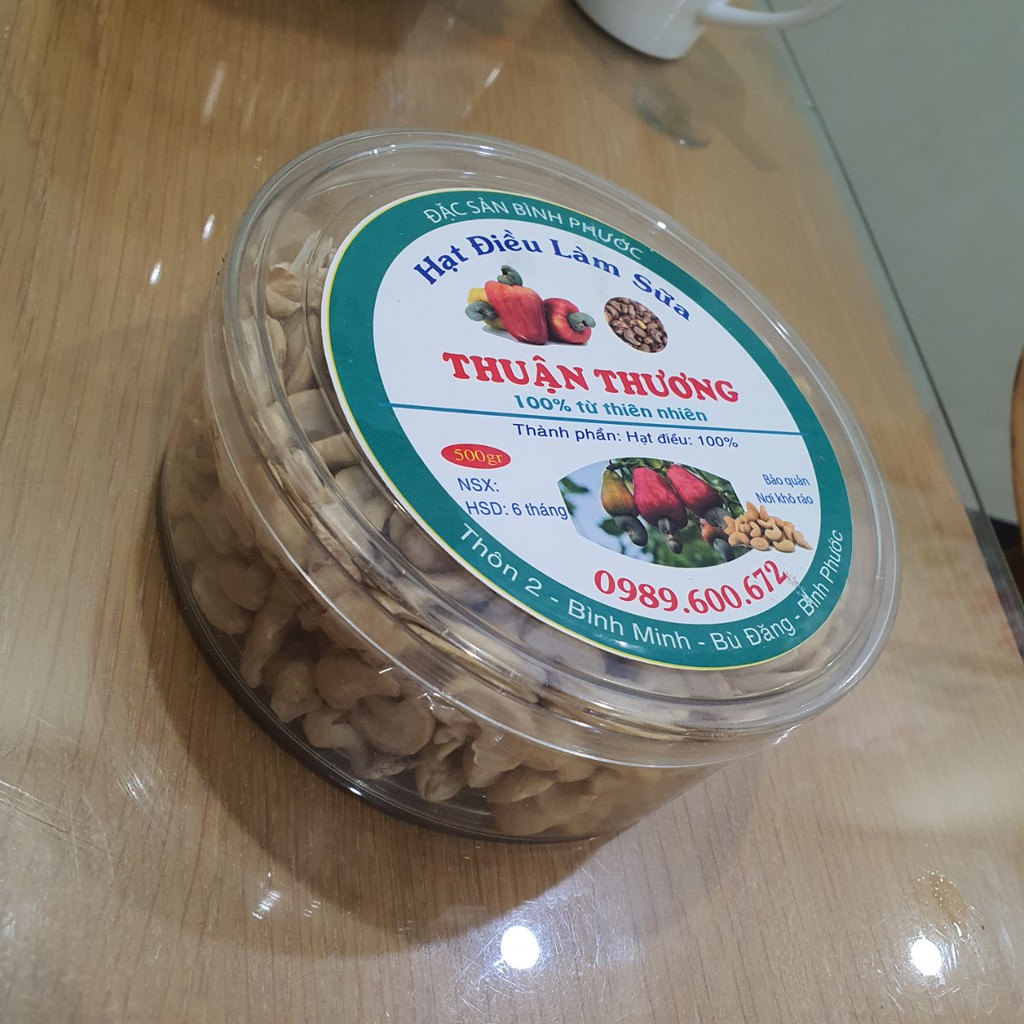 ĐẶC SẢN BÌNH PHƯỚC
Hạt Điều Làm Sữa
THUẬN THƯƠNG
100% từ thiên nhiên
Thành phần: Hạt điều: 100%
500gr
NSX:
HSD: 6 tháng
Bảo quản
Nơi khô ráo
0989.600.672
Thôn 2 - Bình Minh - Bù Đăng - Bình Phước